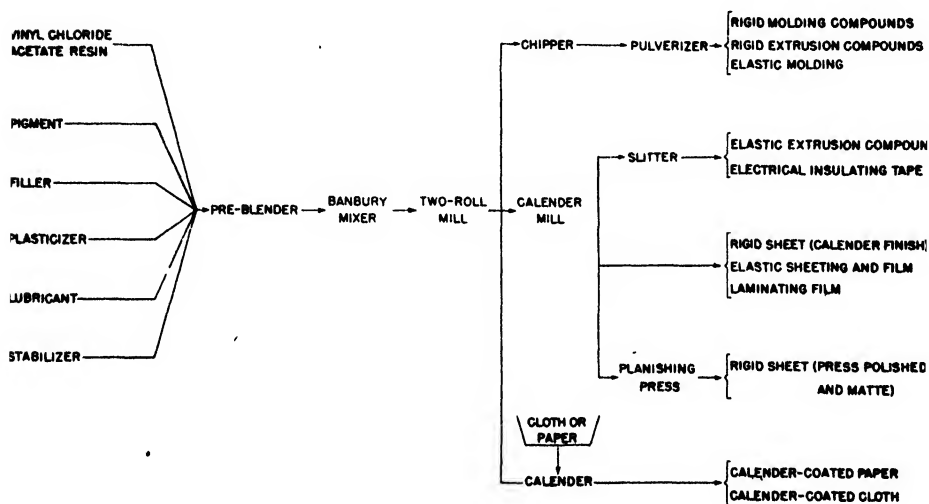 VINYL CHLORIDE
ACETATE RESIN
PIGMENT
FILLER
PLASTICIZER
LUBRICANT
STABILIZER
PRE-BLENDER
BANBURY
MIXER
TWO-ROLL
MILL
CHIPPER
PULVERIZER
RIGID MOLDING COMPOUNDS
RIGID EXTRUSION COMPOUNDS
ELASTIC MOLDING
CALENDER
MILL
SLITTER
ELASTIC EXTRUSION COMPOUN
ELECTRICAL INSULATING TAPE
RIGID SHEET (CALENDER FINISH)
ELASTIC SHEETING AND FILM
LAMINATING FILM
PLANISHING
PRESS
RIGID SHEET (PRESS POLISHED
AND MATTE)
CLOTH OR
PAPER
CALENDER
CALENDER-COATED PAPER
CALENDER-COATED CLOTH